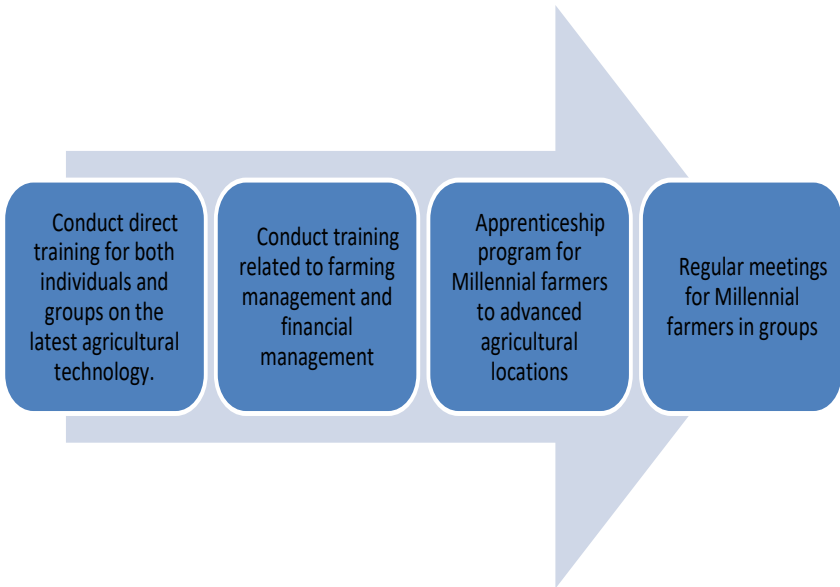 Conduct direct
training for both
individuals and
groups on the
latest agricultural
technology.
Conduct training
related to farming
management and
financial
management
Apprenticeship
program for
Millennial farmers
to advanced
agricultural
locations
Regular meetings
for Millennial
farmers in groups